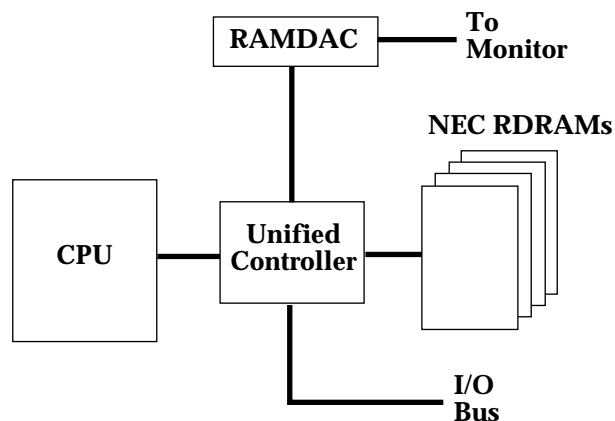 RAMDAC
To
Monitor
NEC RDRAMs
CPU
Unified
Controller
I/O
Bus